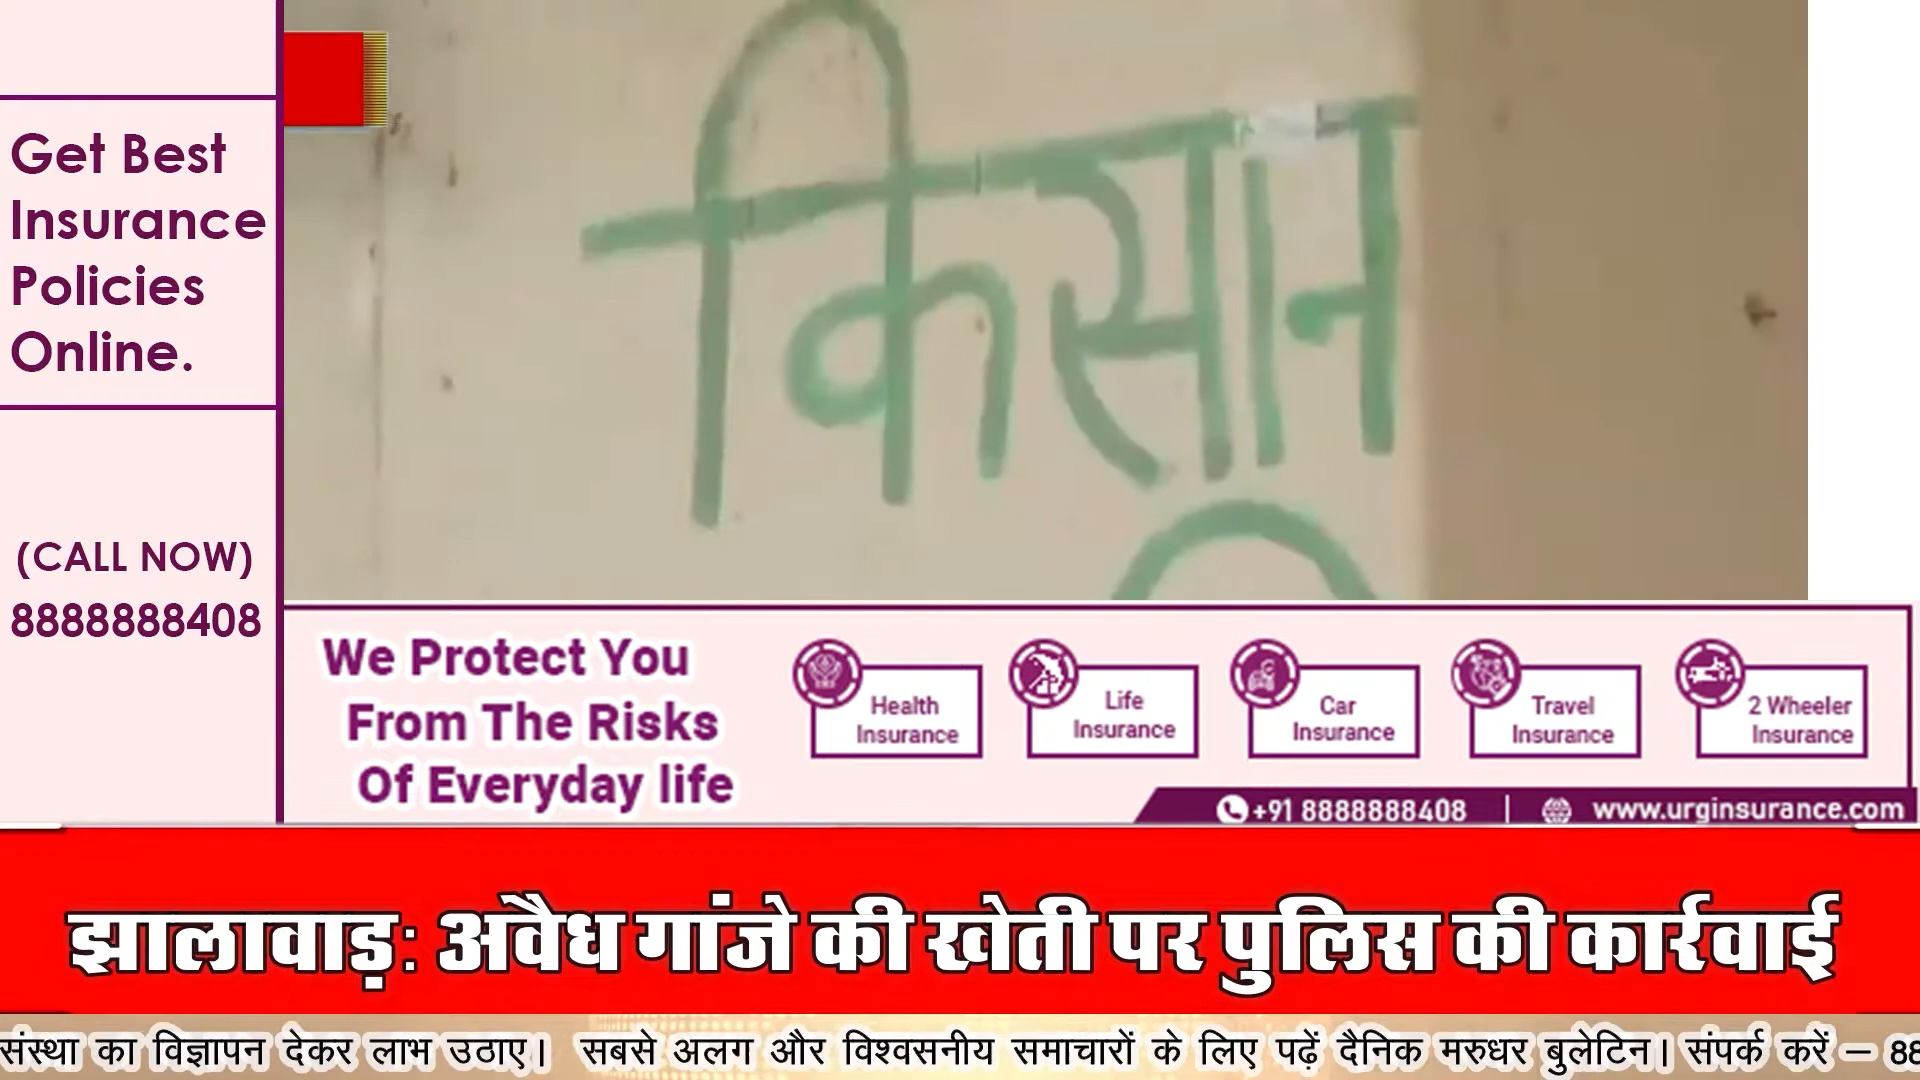 Get Best
Insurance
Policies
Online.
(CALL NOW)
8888888408
किसान
We Protect You
From The Risks
Of Everyday life
Health
Insurance
Life
Insurance
Car
Insurance
Travel
Insurance
2 Wheeler
Insurance
+91 8888888408 | www.urginsurance.com
झालावाड़: अवैध गांजे की खेती पर पुलिस की कार्रवाई
संस्था का विज्ञापन देकर लाभ उठाए। सबसे अलग और विश्वसनीय समाचारों के लिए पढ़ें दैनिक मरुधर बुलेटिन। संपर्क करें – 88